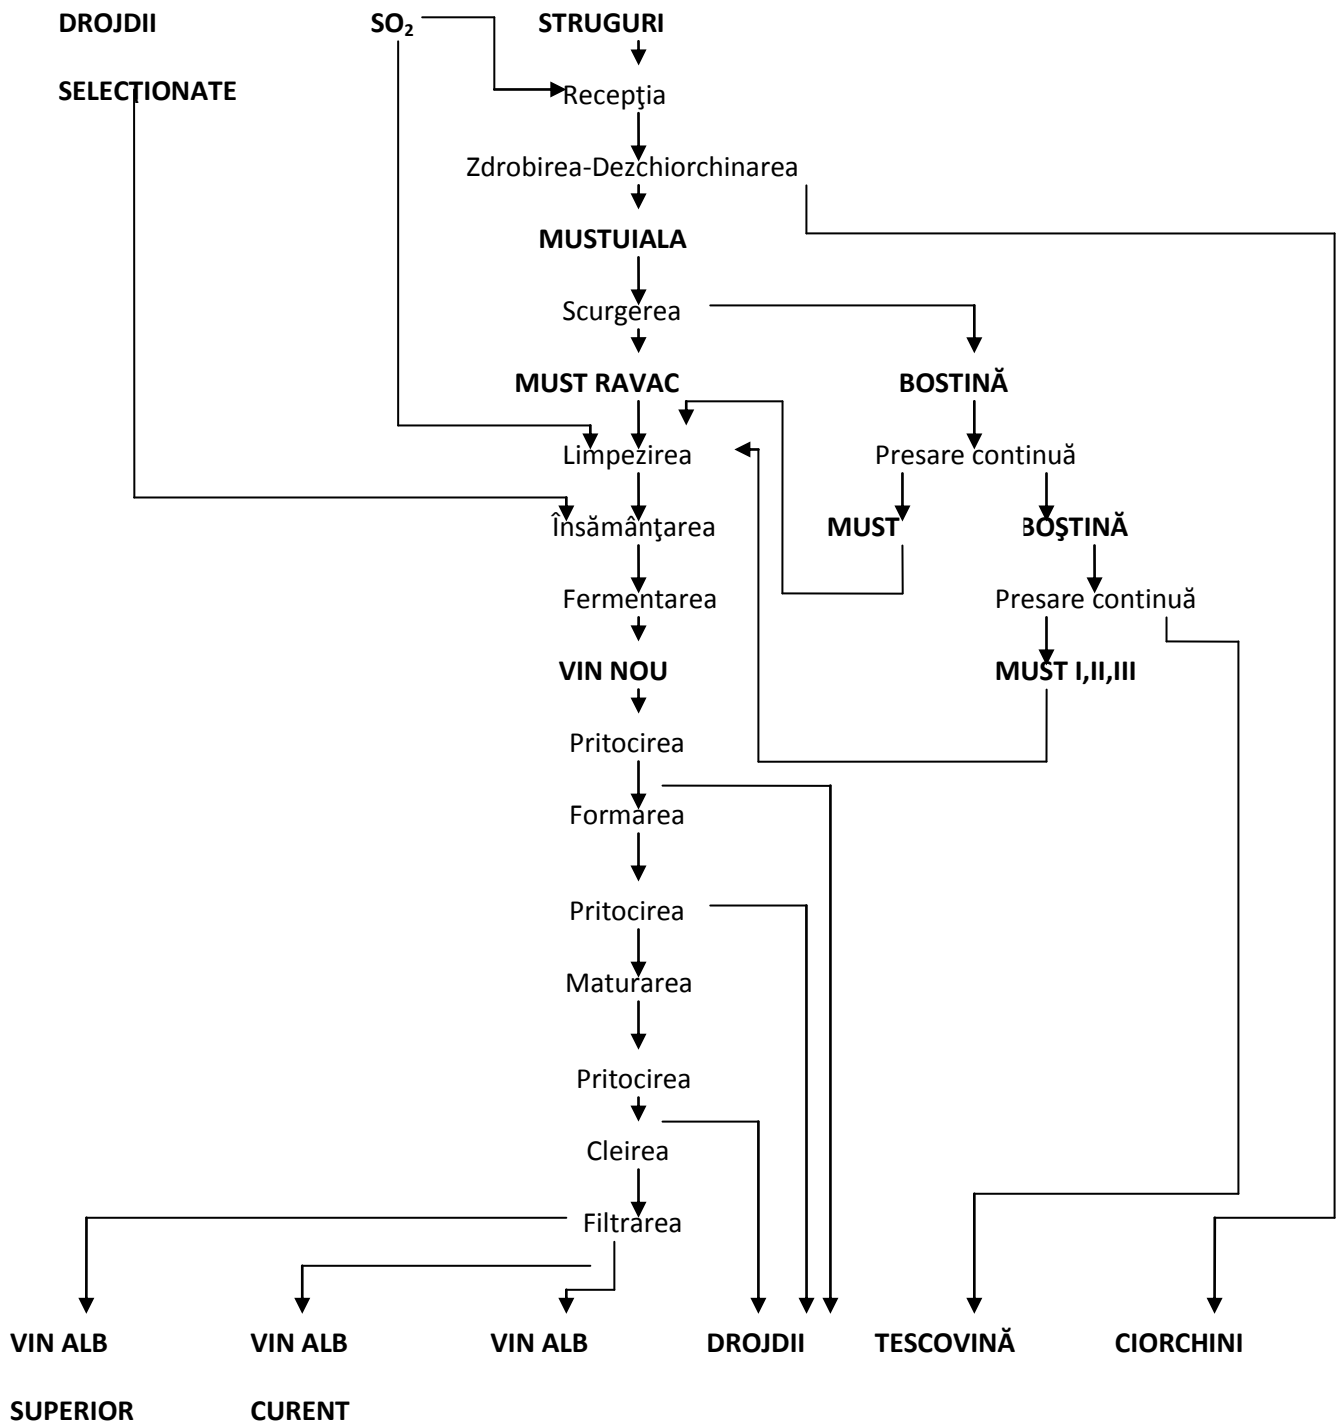 DROJDII SO₂ STRUGURI
SELECTIONATE Recepţia
Zdrobirea-Dezchiorchinarea
MUSTUIALA
Scurgerea
MUST RAVAC BOSTINĂ
Limpezirea Presare continuă
Însămânţarea MUST BOŞTINĂ
Fermentarea Presare continuă
VIN NOU MUST I,II,III
Pritocirea
Formarea
Pritocirea
Maturarea
Pritocirea
Cleirea
Filtrarea
VIN ALB VIN ALB VIN ALB DROJDII TESCOVINĂ CIORCHINI
SUPERIOR CURENT